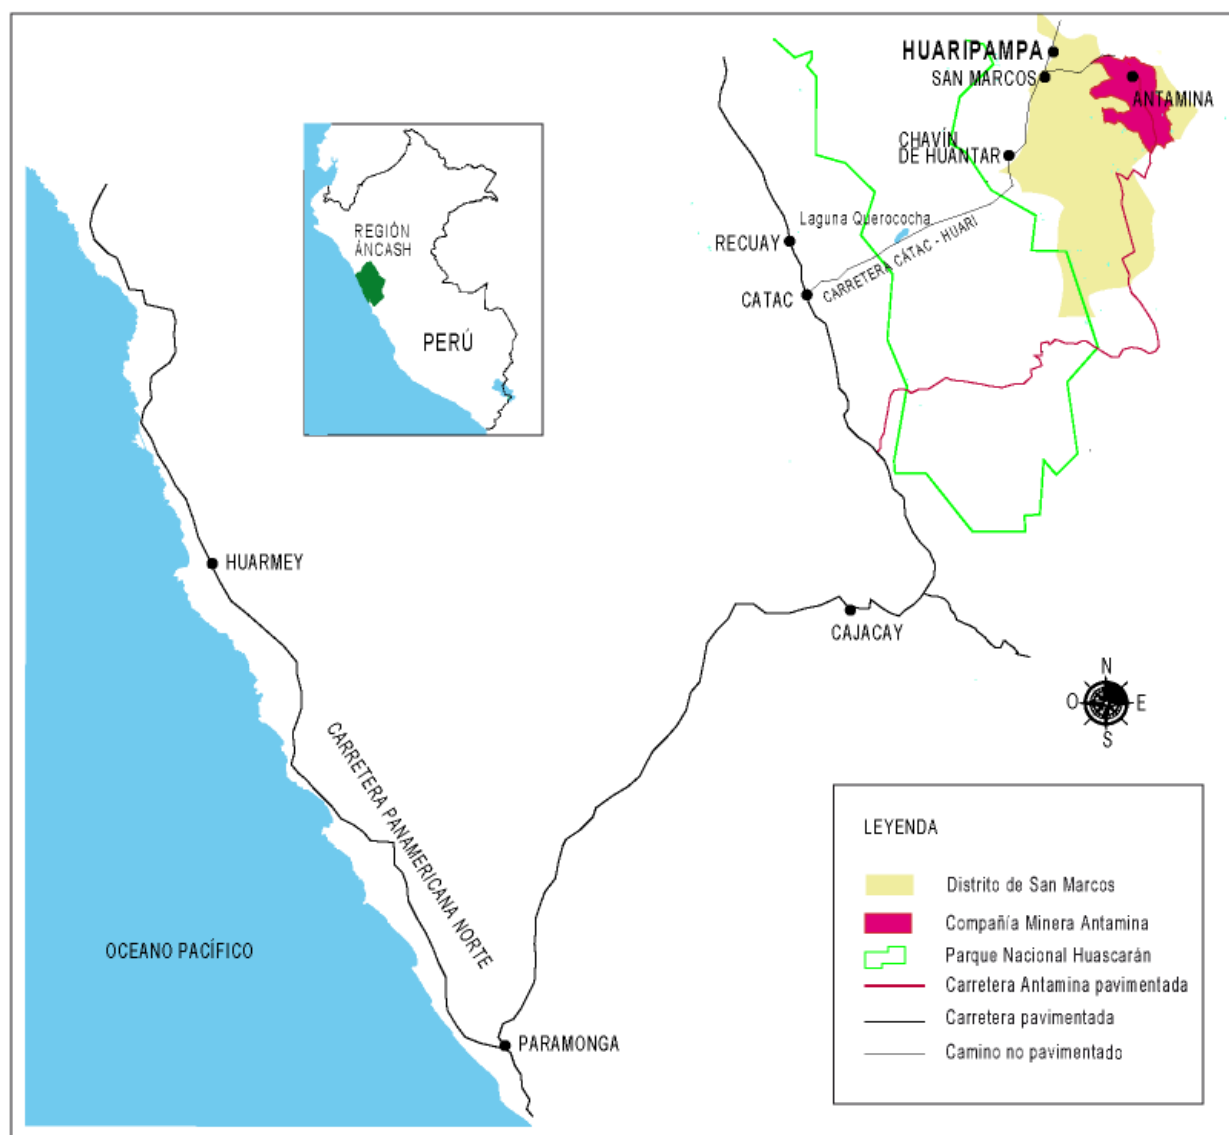 HUARIPAMPA
SAN MARCOS
ANTAMINA
CHAVÍN
DE HUANTAR
Laguna Querococha
RECUAY
CARRETERA CÁTAC - HUARI
CATAC
REGIÓN
ÁNCASH
PERÚ
HUARMEY
CAJACAY
N
O
E
S
CARRETERA PANAMERICANA NORTE
OCEANO PACÍFICO
PARAMONGA
LEYENDA
Distrito de San Marcos
Compañía Minera Antamina
Parque Nacional Huascarán
Carretera Antamina pavimentada
Carretera pavimentada
Camino no pavimentado